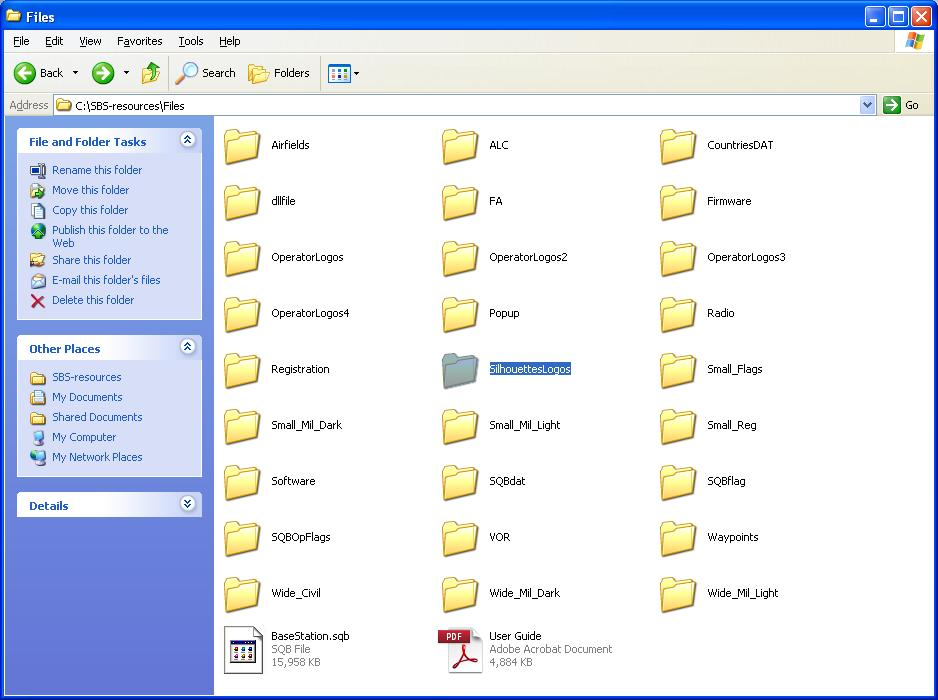 Files
File Edit View Favorites Tools Help
Back Search Folders
Address C:\SBS-resources\Files Go
File and Folder Tasks
Rename this folder
Move this folder
Copy this folder
Publish this folder to the
Web
Share this folder
E-mail this folder's files
Delete this folder
Other Places
SBS-resources
My Documents
Shared Documents
My Computer
My Network Places
Details
Airfields ALC CountriesDAT
dllfile FA Firmware
OperatorLogos OperatorLogos2 OperatorLogos3
OperatorLogos4 Popup Radio
Registration SilhouettesLogos Small_Flags
Small_Mil_Dark Small_Mil_Light Small_Reg
Software SQBdat SQBflag
SQBOpFlags VOR Waypoints
Wide_Civil Wide_Mil_Dark Wide_Mil_Light
BaseStation.sqb
SQB File
15,958 KB
PDF
User Guide
Adobe Acrobat Document
4,884 KB